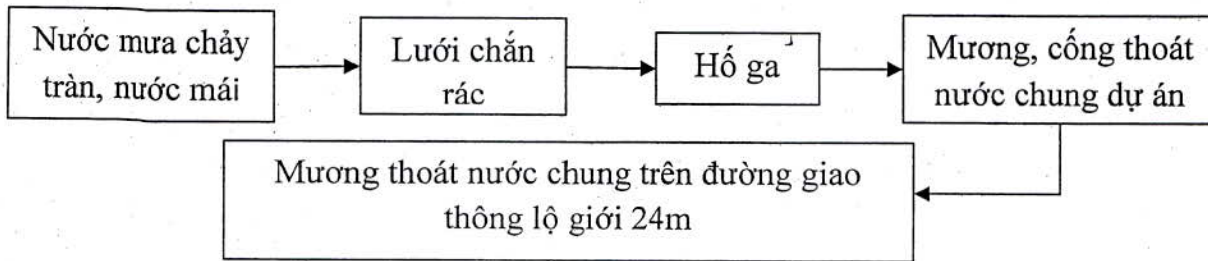 Nước mưa chảy
tràn, nước mái
Lưới chắn
rác
Hố ga
Mương, cống thoát
nước chung dự án
Mương thoát nước chung trên đường giao
thông lộ giới 24m